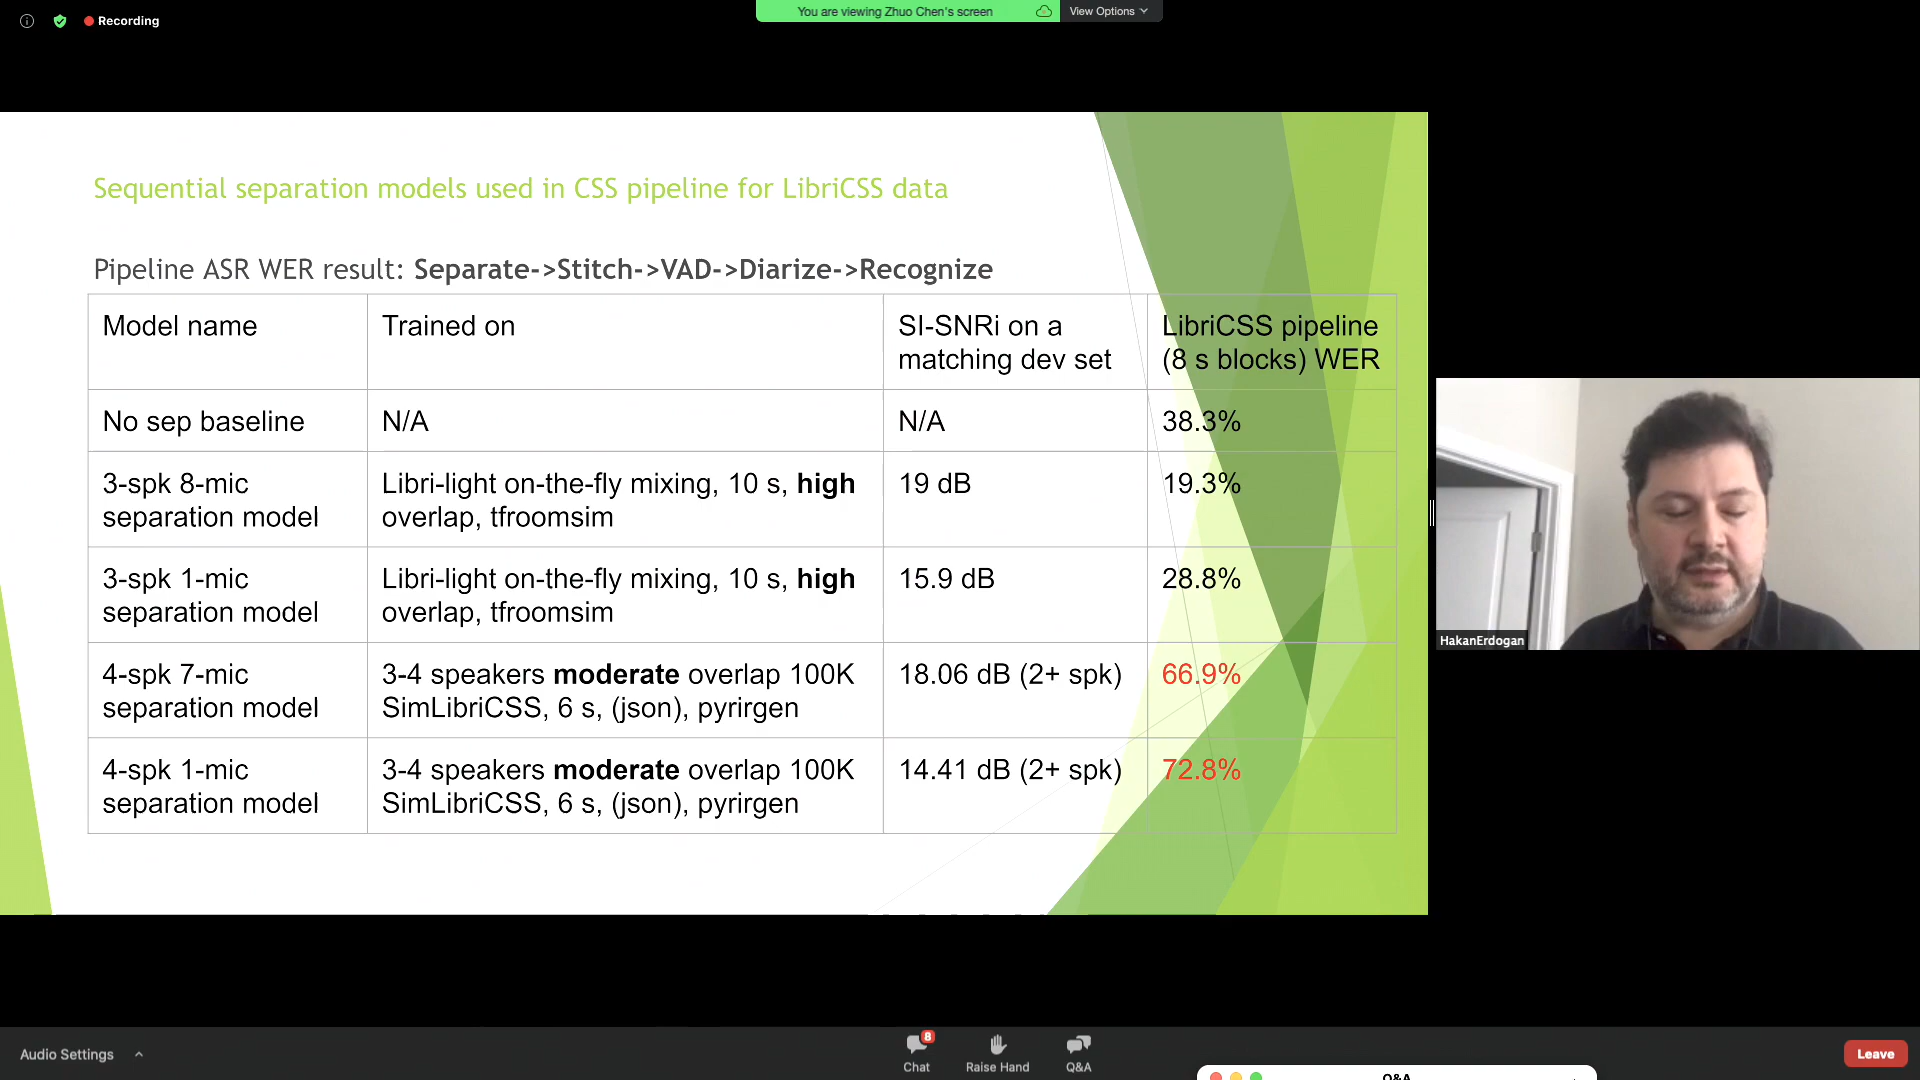 Recording
You are viewing Zhuo Chen's screen
View Options
Sequential separation models used in CSS pipeline for LibriCSS data
Pipeline ASR WER result: Separate->Stitch->VAD->Diarize->Recognize
Model name
Trained on
SI-SNRi on a
matching dev set
LibriCSS pipeline
(8 s blocks) WER
No sep baseline
N/A
N/A
38.3%
3-spk 8-mic
separation model
Libri-light on-the-fly mixing, 10 s, high
overlap, tfroomsim
19 dB
19.3%
3-spk 1-mic
separation model
Libri-light on-the-fly mixing, 10 s, high
overlap, tfroomsim
15.9 dB
28.8%
4-spk 7-mic
separation model
3-4 speakers moderate overlap 100K
SimLibriCSS, 6 s, (json), pyrirgen
18.06 dB (2+ spk)
66.9%
4-spk 1-mic
separation model
3-4 speakers moderate overlap 100K
SimLibriCSS, 6 s, (json), pyrirgen
14.41 dB (2+ spk)
72.8%
HakanErdogan
Audio Settings
8
Chat
Raise Hand
Q&A
Leave
Q&A